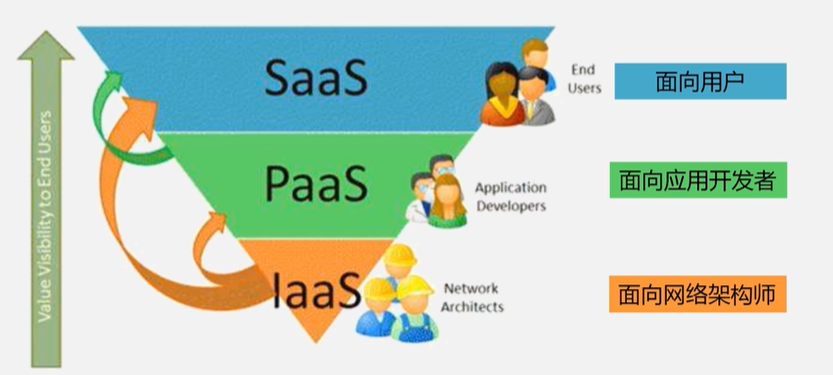 Value Visibility to End Users
SaaS
End
Users
面向用户
PaaS
Application
Developers
面向应用开发者
IaaS
Network
Architects
面向网络架构师